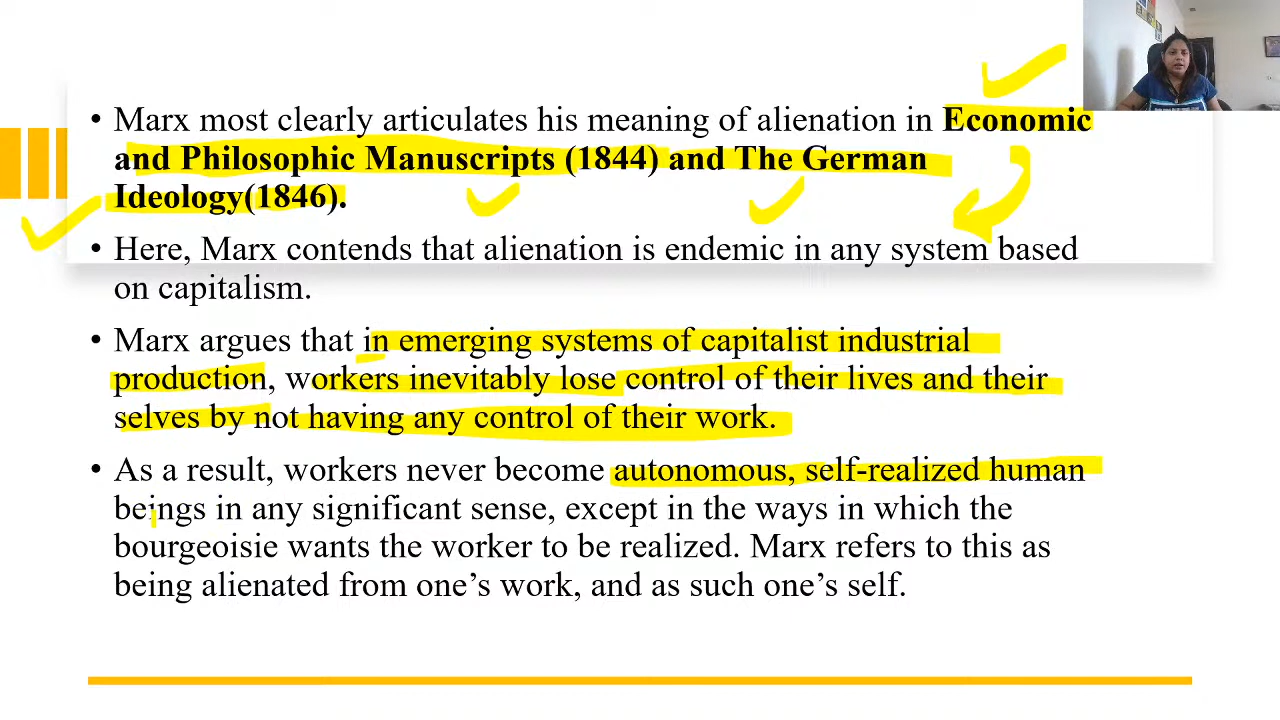 • Marx most clearly articulates his meaning of alienation in Economic
and Philosophic Manuscripts (1844) and The German
Ideology(1846).
• Here, Marx contends that alienation is endemic in any system based
on capitalism.
• Marx argues that in emerging systems of capitalist industrial
production, workers inevitably lose control of their lives and their
selves by not having any control of their work.
• As a result, workers never become autonomous, self-realized human
beings in any significant sense, except in the ways in which the
bourgeoisie wants the worker to be realized. Marx refers to this as
being alienated from one’s work, and as such one’s self.